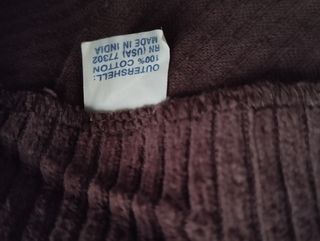 OUTERSHELL:
100% COTTON
RN (USA) 77302
MADE IN INDIA